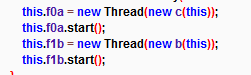 this.f0a = new Thread(new c(this));
this.f0a.start();
this.f1b = new Thread(new b(this));
this.f1b.start();
}